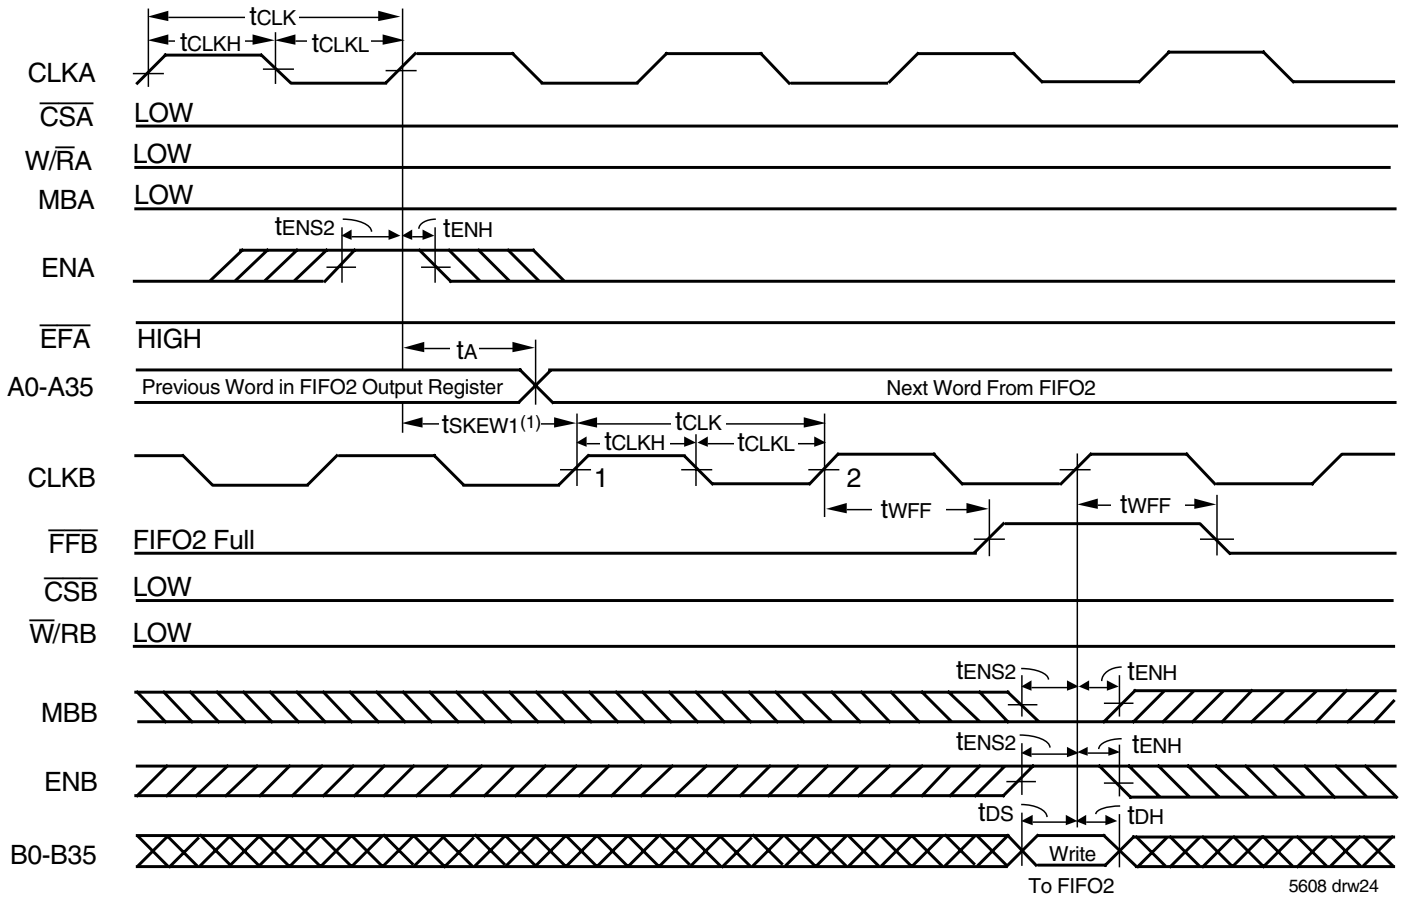 tCLK
tCLKH tCLKL
CLKA
CSA LOW
W/RA LOW
MBA LOW
tENS2 tENH
ENA
EFA HIGH
tA
A0-A35 Previous Word in FIFO2 Output Register Next Word From FIFO2
tSKEW1(1) tCLK
tCLKH tCLKL
CLKB 1 2
tWFF tWFF
FFB FIFO2 Full
CSB LOW
W/RB LOW
tENS2 tENH
MBB
tENS2 tENH
ENB
tDS tDH
B0-B35 Write
To FIFO2 5608 drw24